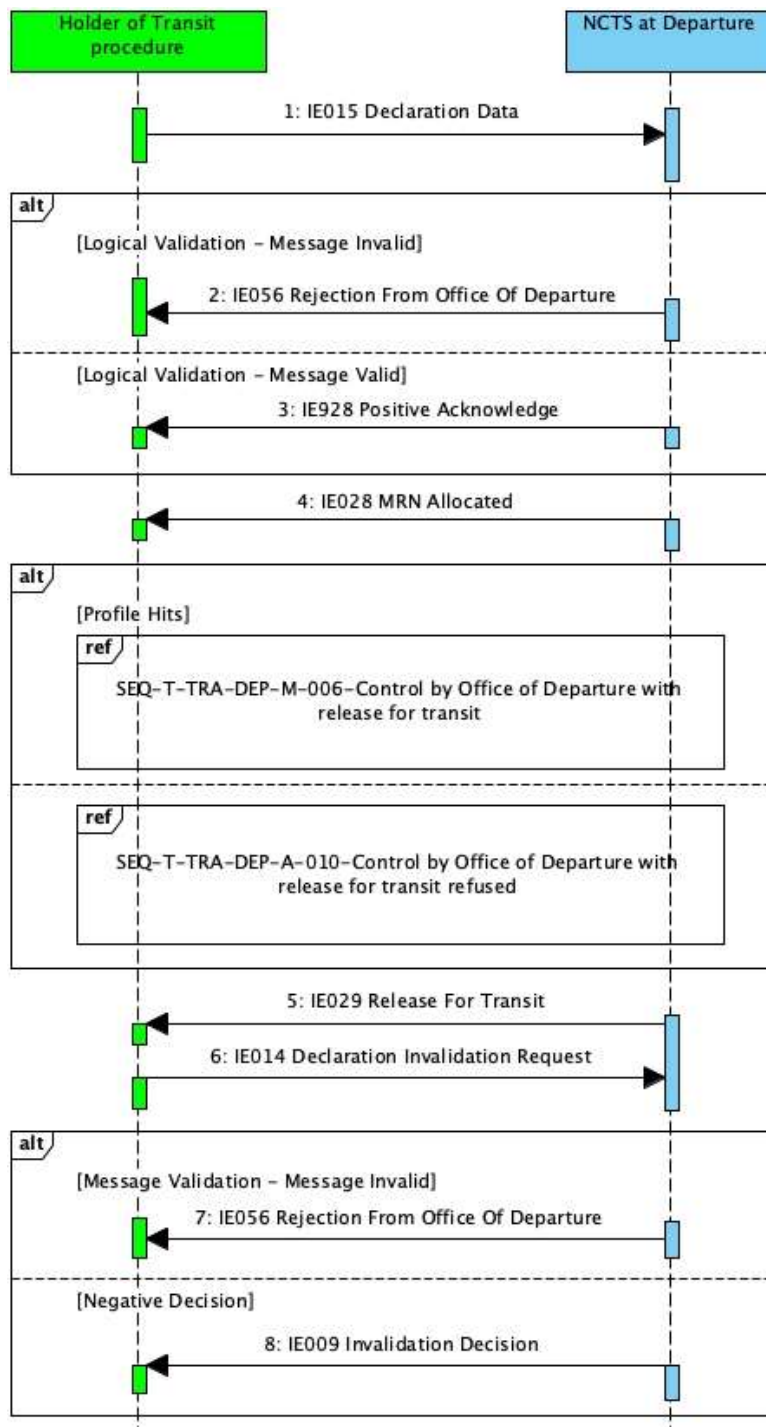 Holder of Transit
procedure
NCTS at Departure
1: IE015 Declaration Data
alt
[Logical Validation - Message Invalid]
2: IE056 Rejection From Office Of Departure
[Logical Validation - Message Valid]
3: IE928 Positive Acknowledge
4: IE028 MRN Allocated
alt
[Profile Hits]
ref
SEQ-T-TRA-DEP-M-006-Control by Office of Departure with
release for transit
ref
SEQ-T-TRA-DEP-A-010-Control by Office of Departure with
release for transit refused
5: IE029 Release For Transit
6: IE014 Declaration Invalidation Request
alt
[Message Validation - Message Invalid]
7: IE056 Rejection From Office Of Departure
[Negative Decision]
8: IE009 Invalidation Decision